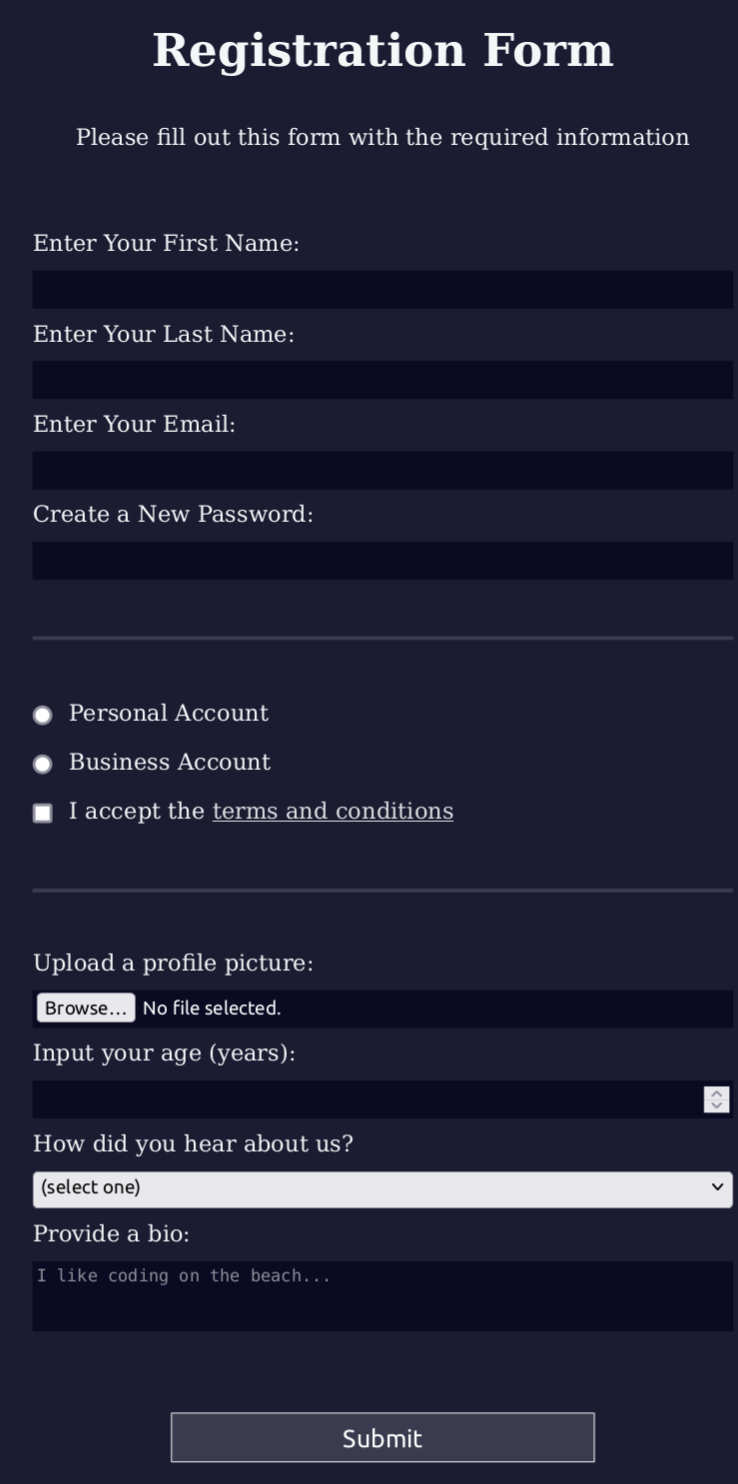 Registration Form
Please fill out this form with the required information
Enter Your First Name:
Enter Your Last Name:
Enter Your Email:
Create a New Password:
Personal Account
Business Account
I accept the terms and conditions
Upload a profile picture:
Browse... No file selected.
Input your age (years):
How did you hear about us?
(select one)
Provide a bio:
I like coding on the beach...
Submit